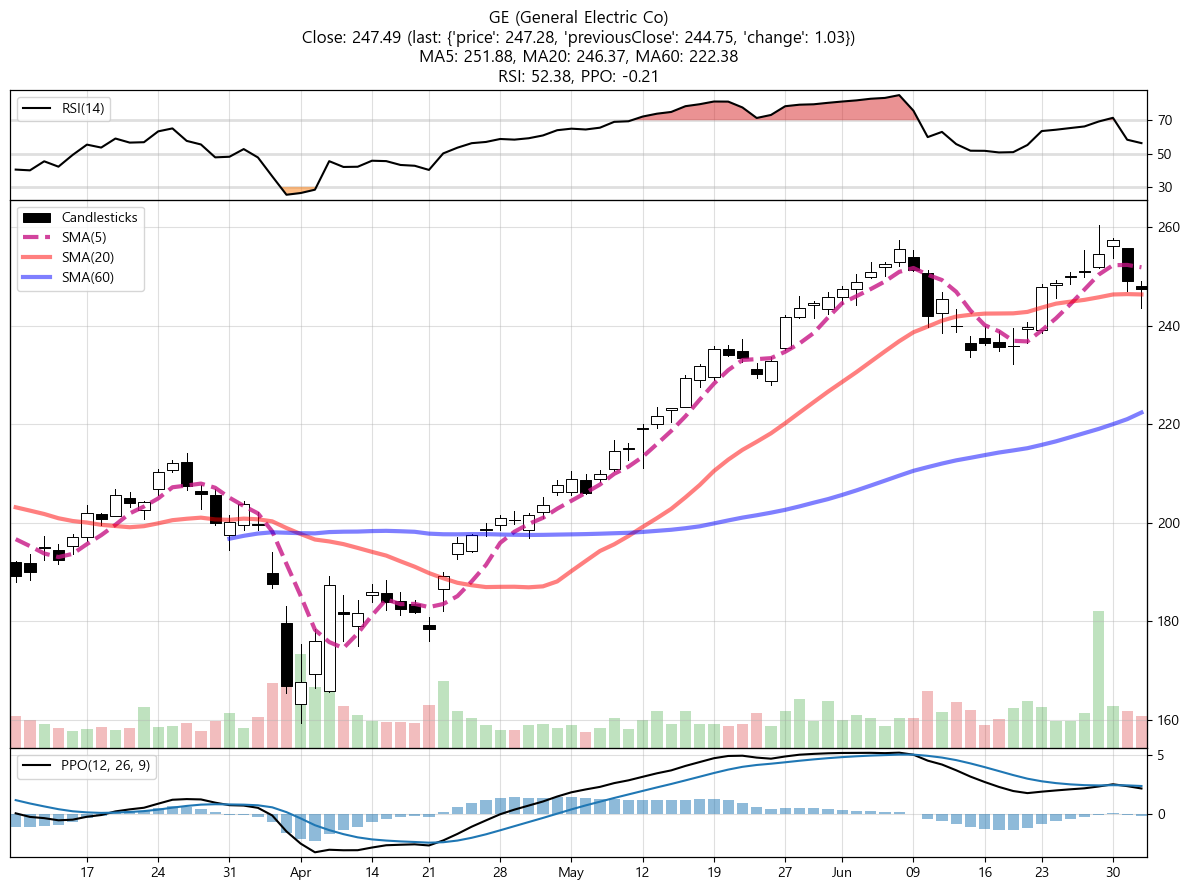 GE (General Electric Co)
Close: 247.49 (last: {'price': 247.28, 'previousClose': 244.75, 'change': 1.03})
MA5: 251.88, MA20: 246.37, MA60: 222.38
RSI: 52.38, PPO: -0.21
RSI(14)
70
50
30
Candlesticks
SMA(5)
SMA(20)
SMA(60)
260
240
220
200
180
160
PPO(12, 26, 9)
5
0
17 24 31 Apr 14 21 28 May 12 19 27 Jun 09 16 23 30